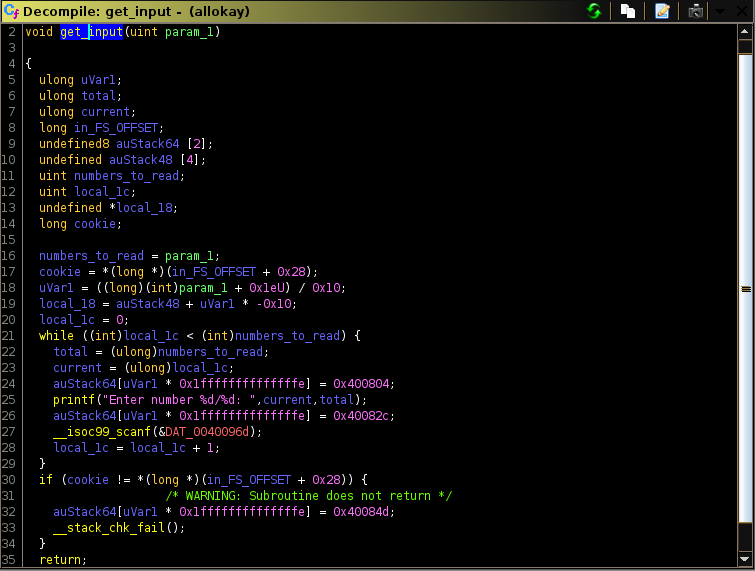 Decompile: get_input - (allokay)
2 void get_input(uint param_1)
3
4 {
5 ulong uVar1;
6 ulong total;
7 ulong current;
8 long in_FS_OFFSET;
9 undefined8 auStack64 [2];
10 undefined auStack48 [4];
11 uint numbers_to_read;
12 uint local_1c;
13 undefined *local_18;
14 long cookie;
15
16 numbers_to_read = param_1;
17 cookie = *(long *)(in_FS_OFFSET + 0x28);
18 uVar1 = ((long)(int)param_1 + 0x1eU) / 0x10;
19 local_18 = auStack48 + uVar1 * -0x10;
20 local_1c = 0;
21 while ((int)local_1c < (int)numbers_to_read) {
22 total = (ulong)numbers_to_read;
23 current = (ulong)local_1c;
24 auStack64[uVar1 * 0x1ffffffffffffffe] = 0x400804;
25 printf("Enter number %d/%d: ",current,total);
26 auStack64[uVar1 * 0x1ffffffffffffffe] = 0x40082c;
27 __isoc99_scanf(&DAT_0040096d);
28 local_1c = local_1c + 1;
29 }
30 if (cookie != *(long *)(in_FS_OFFSET + 0x28)) {
31 /* WARNING: Subroutine does not return */
32 auStack64[uVar1 * 0x1ffffffffffffffe] = 0x40084d;
33 __stack_chk_fail();
34 }
35 return;